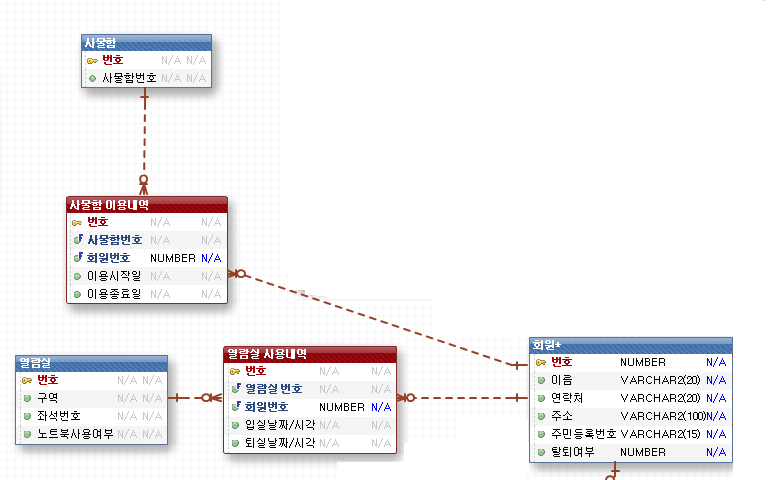 사물함
번호 N/A N/A
사물함번호 N/A N/A
사물함 이용내역
번호 N/A N/A
사물함번호 N/A N/A
회원번호 NUMBER N/A
이용시작일 N/A N/A
이용종료일 N/A N/A
열람실
번호 N/A N/A
구역 N/A N/A
좌석번호 N/A N/A
노트북사용여부 N/A N/A
열람실 사용내역
번호 N/A N/A
열람실 번호 N/A N/A
회원번호 NUMBER N/A
입실날짜/시각 N/A N/A
퇴실날짜/시각 N/A N/A
회원*
번호 NUMBER N/A
이름 VARCHAR2(20) N/A
연락처 VARCHAR2(20) N/A
주소 VARCHAR2(100) N/A
주민등록번호 VARCHAR2(15) N/A
탈퇴여부 NUMBER N/A